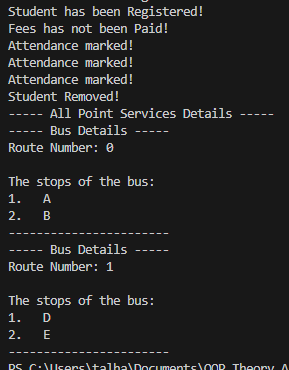 Student has been Registered!
Fees has not been Paid!
Attendance marked!
Attendance marked!
Attendance marked!
Student Removed!
----- All Point Services Details -----
----- Bus Details -----
Route Number: 0
The stops of the bus:
1.   A
2.   B
-----------------------
----- Bus Details -----
Route Number: 1
The stops of the bus:
1.   D
2.   E
-----------------------
PS C:\Users\talha\Documents\OOP Theory A